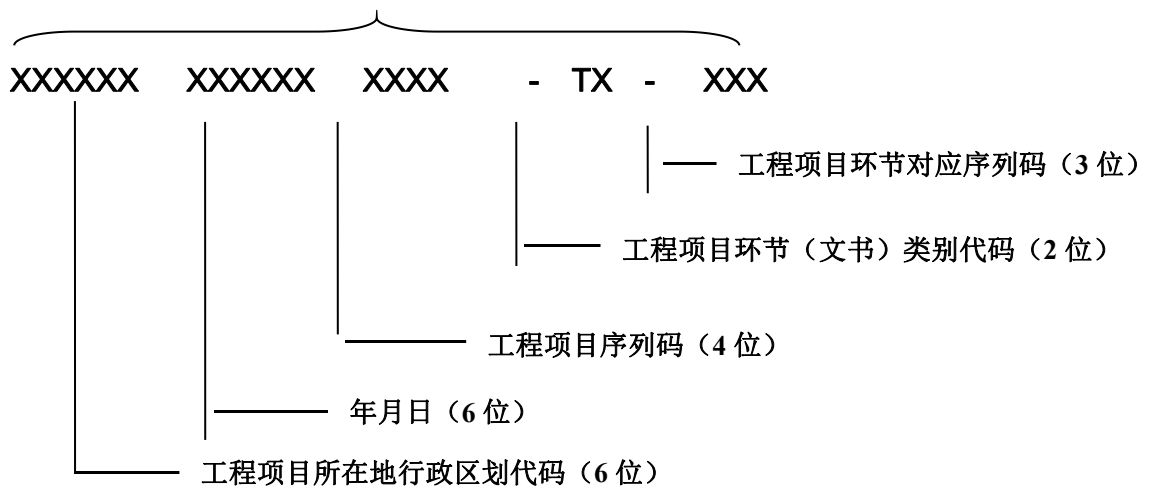 XXXXXX XXXXXX XXXX - TX - XXX
工程项目环节对应序列码（3 位）
工程项目环节（文书）类别代码（2 位）
工程项目序列码（4 位）
年月日（6 位）
工程项目所在地行政区划代码（6 位）